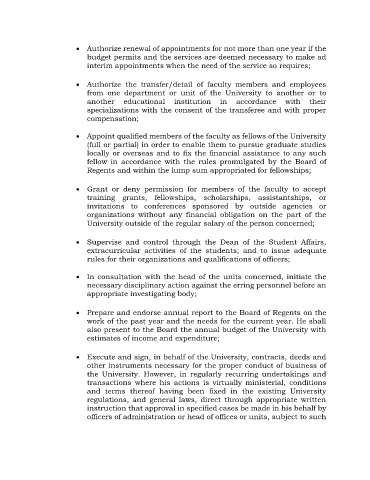 • Authorize renewal of appointments for not more than one year if the
budget permits and the services are deemed necessary to make ad
interim appointments when the need of the service so requires;
• Authorize the transfer/detail of faculty members and employees
from one department or unit of the University to another or to
another educational institution in accordance with their
specializations with the consent of the transferee and with proper
compensation;
• Appoint qualified members of the faculty as fellows of the University
(full or partial) in order to enable them to pursue graduate studies
locally or overseas and to fix the financial assistance to any such
fellow in accordance with the rules promulgated by the Board of
Regents and within the lump sum appropriated for fellowships;
• Grant or deny permission for members of the faculty to accept
training grants, fellowships, scholarships, assistantships, or
invitations to conferences sponsored by outside agencies or
organizations without any financial obligation on the part of the
University outside of the regular salary of the person concerned;
• Supervise and control through the Dean of the Student Affairs,
extracurricular activities of the students; and to issue adequate
rules for their organizations and qualifications of officers;
• In consultation with the head of the units concerned, initiate the
necessary disciplinary action against the erring personnel before an
appropriate investigating body;
• Prepare and endorse annual report to the Board of Regents on the
work of the past year and the needs for the current year. He shall
also present to the Board the annual budget of the University with
estimates of income and expenditure;
• Execute and sign, in behalf of the University, contracts, deeds and
other instruments necessary for the proper conduct of business of
the University. However, in regularly recurring undertakings and
transactions where his actions is virtually ministerial, conditions
and terms thereof having been fixed in the existing University
regulations, and general laws, direct through appropriate written
instruction that approval in specified cases be made in his behalf by
officers of administration or head of offices or units, subject to such